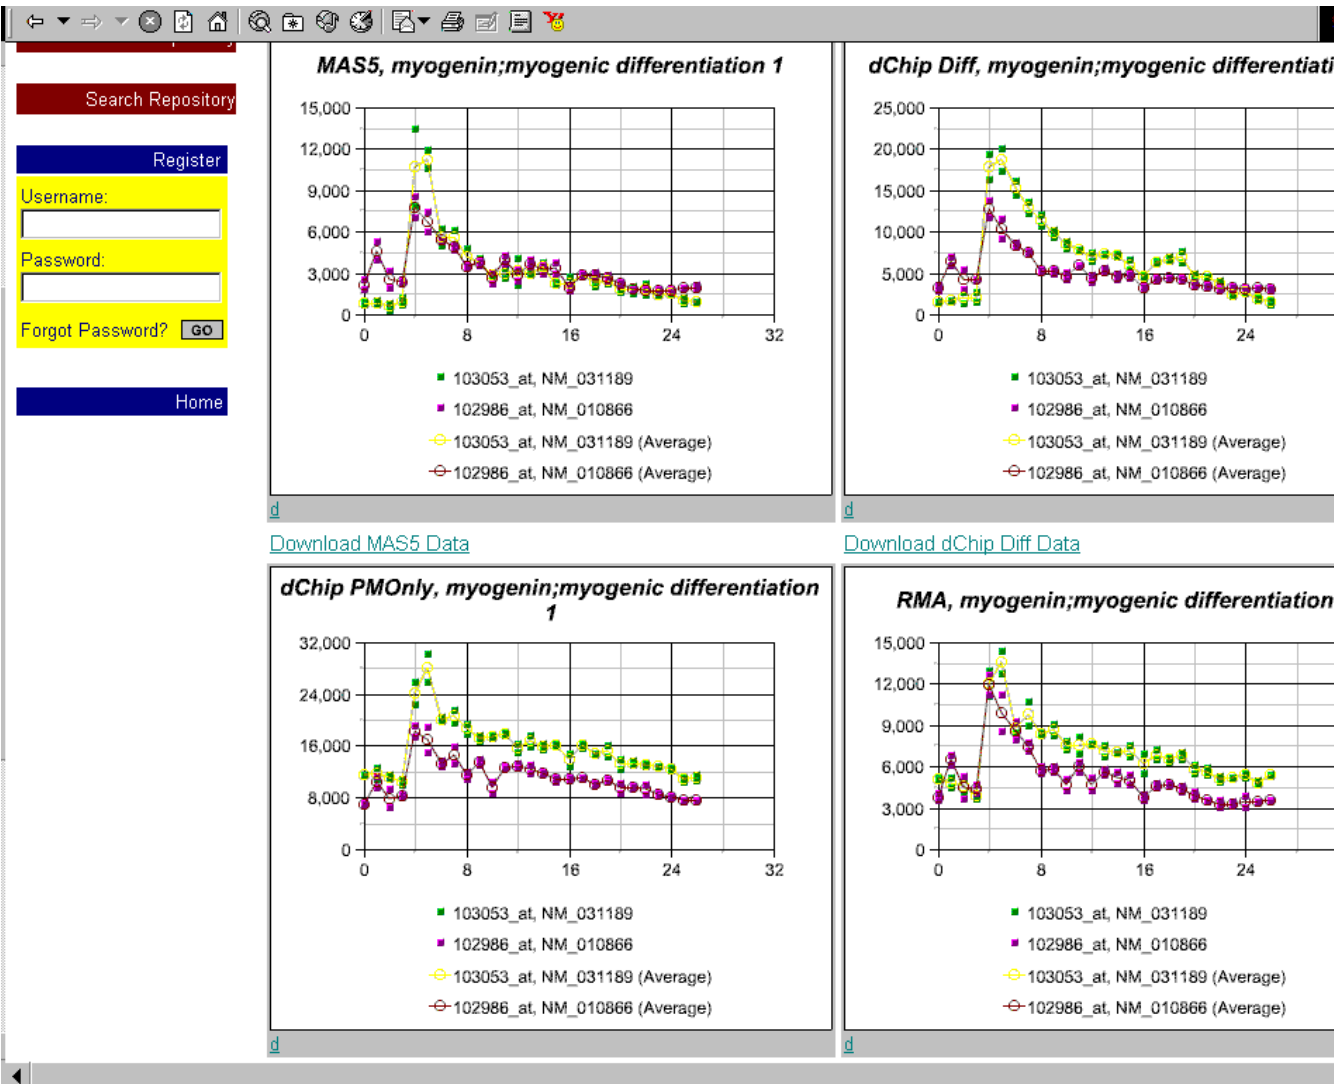 Search Repository
Register
Username:
Password:
Forgot Password? GO
Home
MAS5, myogenin;myogenic differentiation 1
15,000
12,000
9,000
6,000
3,000
0
0 8 16 24 32
103053_at, NM_031189
102986_at, NM_010866
103053_at, NM_031189 (Average)
102986_at, NM_010866 (Average)
d
Download MAS5 Data
dChip Diff, myogenin;myogenic differentiati
25,000
20,000
15,000
10,000
5,000
0
0 8 16 24
103053_at, NM_031189
102986_at, NM_010866
103053_at, NM_031189 (Average)
102986_at, NM_010866 (Average)
d
Download dChip Diff Data
dChip PMOnly, myogenin;myogenic differentiation
1
32,000
24,000
16,000
8,000
0
0 8 16 24 32
103053_at, NM_031189
102986_at, NM_010866
103053_at, NM_031189 (Average)
102986_at, NM_010866 (Average)
d
RMA, myogenin;myogenic differentiation
15,000
12,000
9,000
6,000
3,000
0
0 8 16 24
103053_at, NM_031189
102986_at, NM_010866
103053_at, NM_031189 (Average)
102986_at, NM_010866 (Average)
d